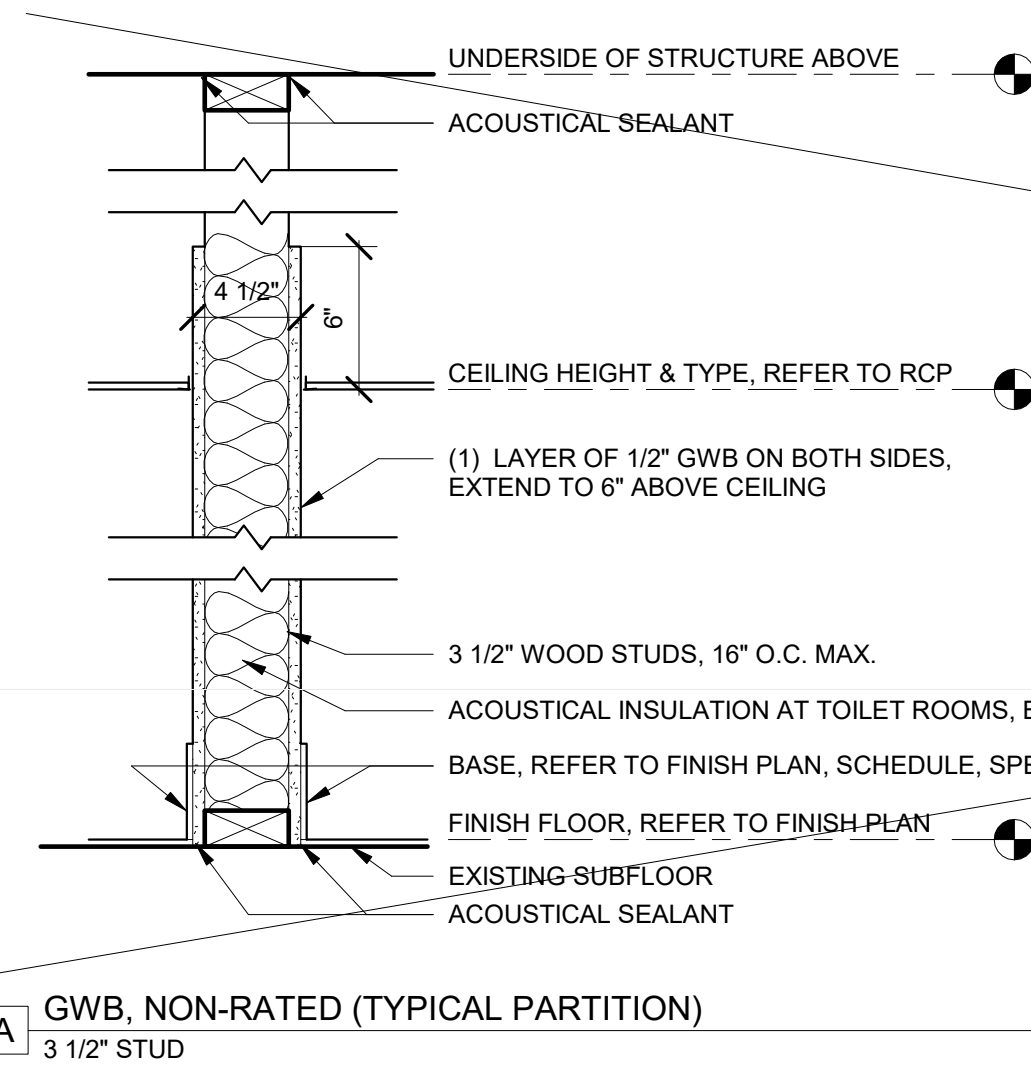 UNDERSIDE OF STRUCTURE ABOVE
ACOUSTICAL SEALANT
4 1/2"
6"
CEILING HEIGHT & TYPE, REFER TO RCP
(1) LAYER OF 1/2" GWB ON BOTH SIDES,
EXTEND TO 6" ABOVE CEILING
3 1/2" WOOD STUDS, 16" O.C. MAX.
ACOUSTICAL INSULATION AT TOILET ROOMS,
BASE, REFER TO FINISH PLAN, SCHEDULE,
FINISH FLOOR, REFER TO FINISH PLAN
EXISTING SUBFLOOR
ACOUSTICAL SEALANT
A
GWB, NON-RATED (TYPICAL PARTITION)
3 1/2" STUD